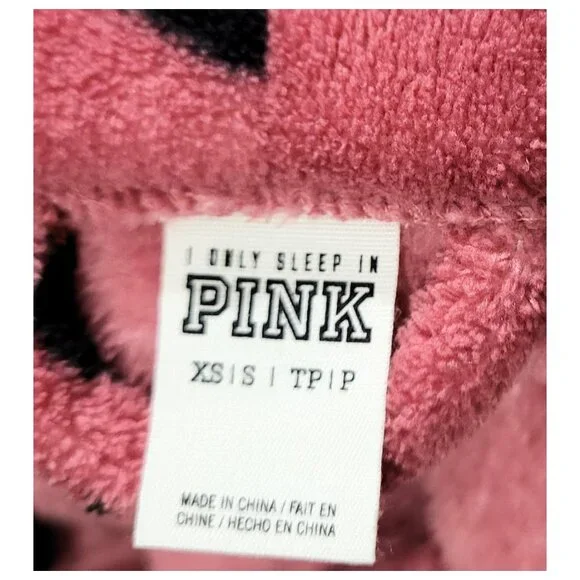 I ONLY SLEEP IN
PINK
XS|S | TP|P
MADE IN CHINA / FAIT EN
CHINE / HECHO EN CHINA